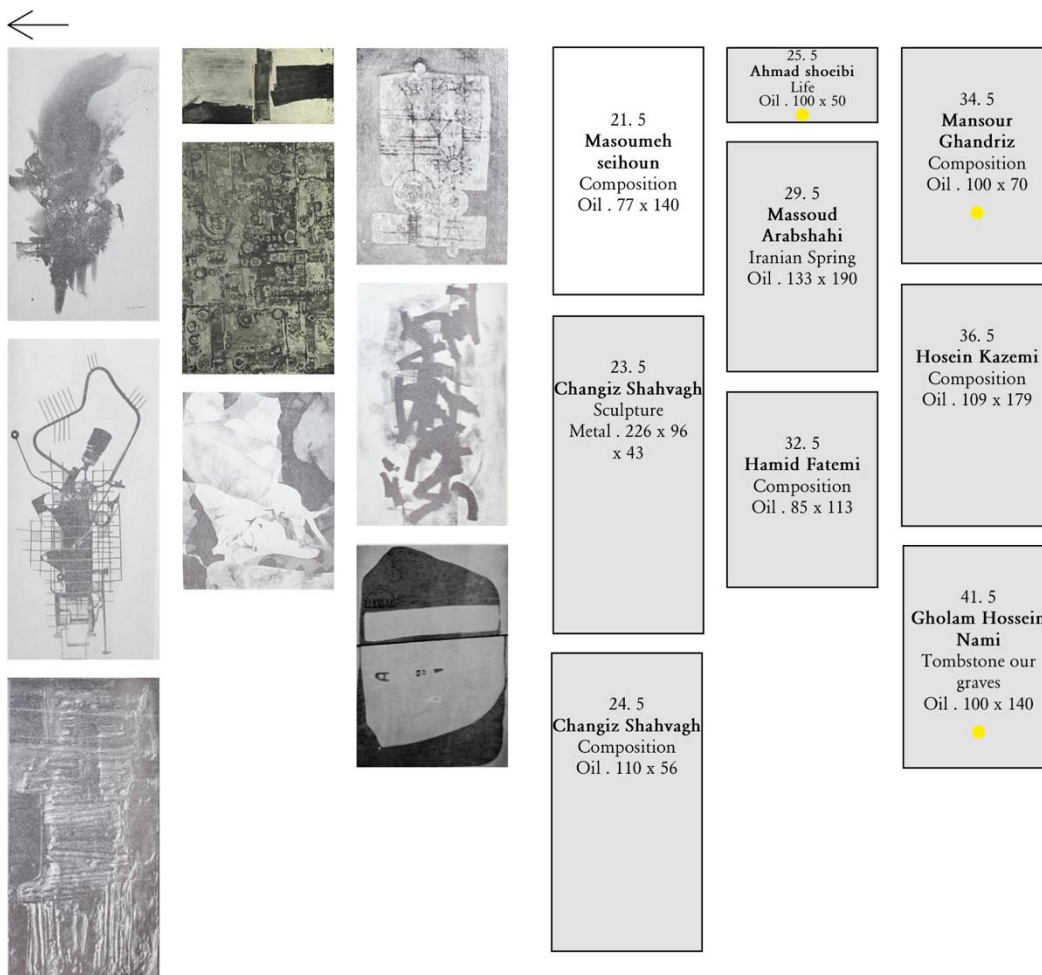 21. 5
Masoumeh
seihoun
Composition
Oil . 77 x 140
23. 5
Changiz Shahvagh
Sculpture
Metal . 226 x 96
x 43
24. 5
Changiz Shahvagh
Composition
Oil . 110 x 56
25. 5
Ahmad shoeibi
Life
Oil . 100 x 50
29. 5
Massoud
Arabshahi
Iranian Spring
Oil . 133 x 190
32. 5
Hamid Fatemi
Composition
Oil . 85 x 113
34. 5
Mansour
Ghandriz
Composition
Oil . 100 x 70
36. 5
Hosein Kazemi
Composition
Oil . 109 x 179
41. 5
Gholam Hossein
Nami
Tombstone our
graves
Oil . 100 x 140